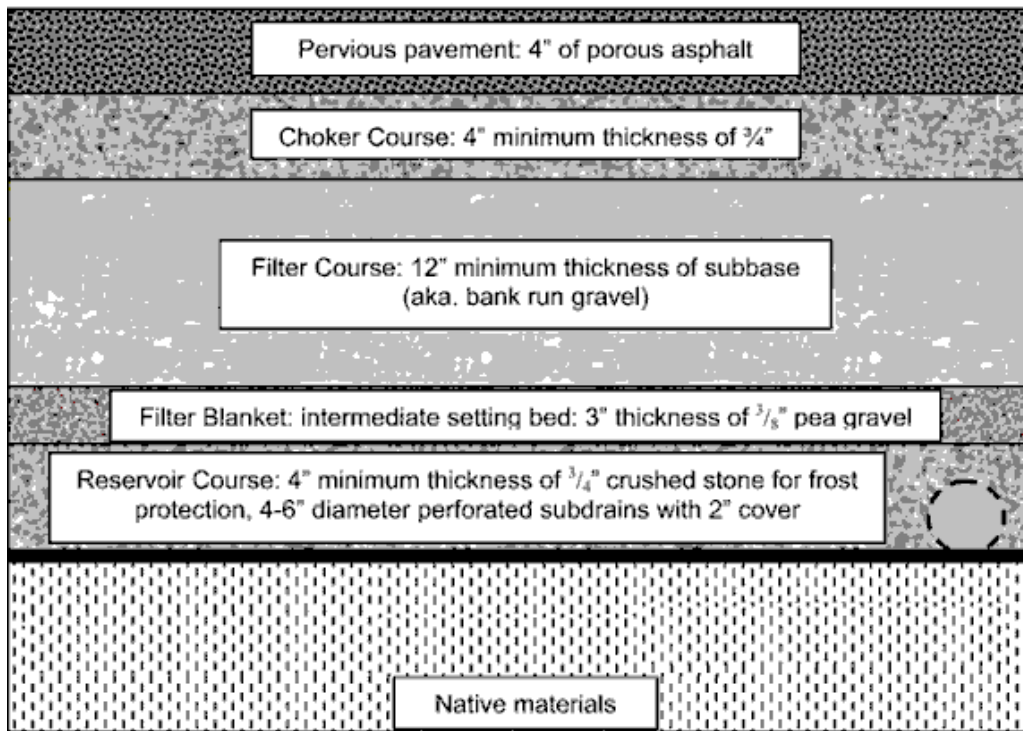 Pervious pavement: 4” of porous asphalt
Choker Course: 4” minimum thickness of ¾”
Filter Course: 12” minimum thickness of subbase
(aka. bank run gravel)
Filter Blanket: intermediate setting bed: 3” thickness of ³/₈” pea gravel
Reservoir Course: 4” minimum thickness of ³/₄” crushed stone for frost
protection, 4-6” diameter perforated subdrains with 2” cover
Native materials